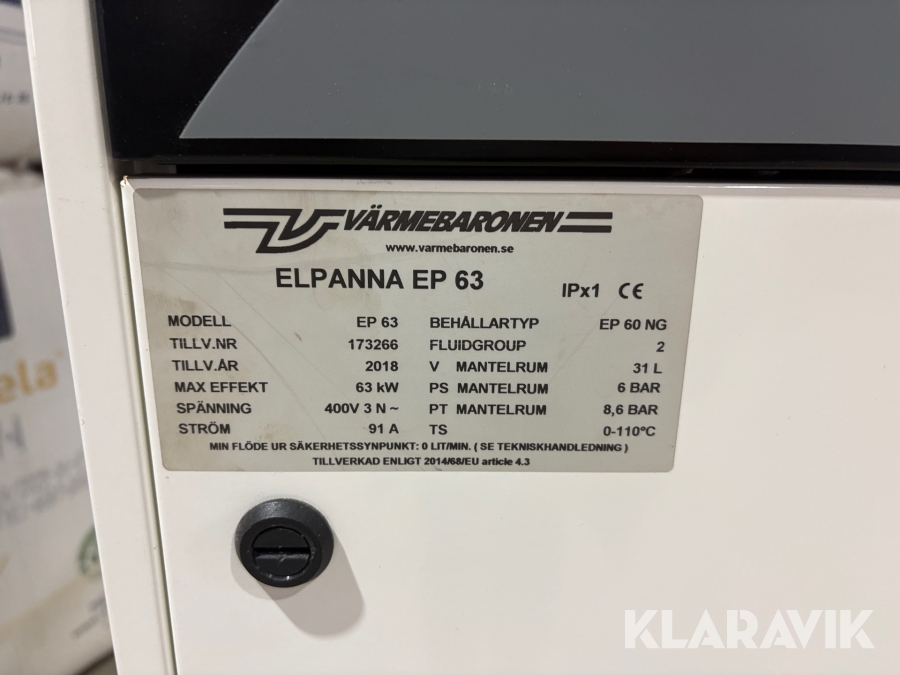 VÄRMEBARONEN
www.varmebaronen.se
ELPANNA EP 63
IPx1 CE
MODELL EP 63 BEHÅLLARTYP EP 60 NG
TILLV.NR 173266 FLUIDGROUP 2
TILLV.ÅR 2018 V MANTELRUM 31 L
MAX EFFEKT 63 kW PS MANTELRUM 6 BAR
SPÄNNING 400V 3 N ~ PT MANTELRUM 8,6 BAR
STRÖM 91 A TS 0-110°C
MIN FLÖDE UR SÄKERHETSSYNPUNKT: 0 LIT/MIN. ( SE TEKNISKHANDLEDNING )
TILLVERKAD ENLIGT 2014/68/EU article 4.3
ela
KLARAVIK